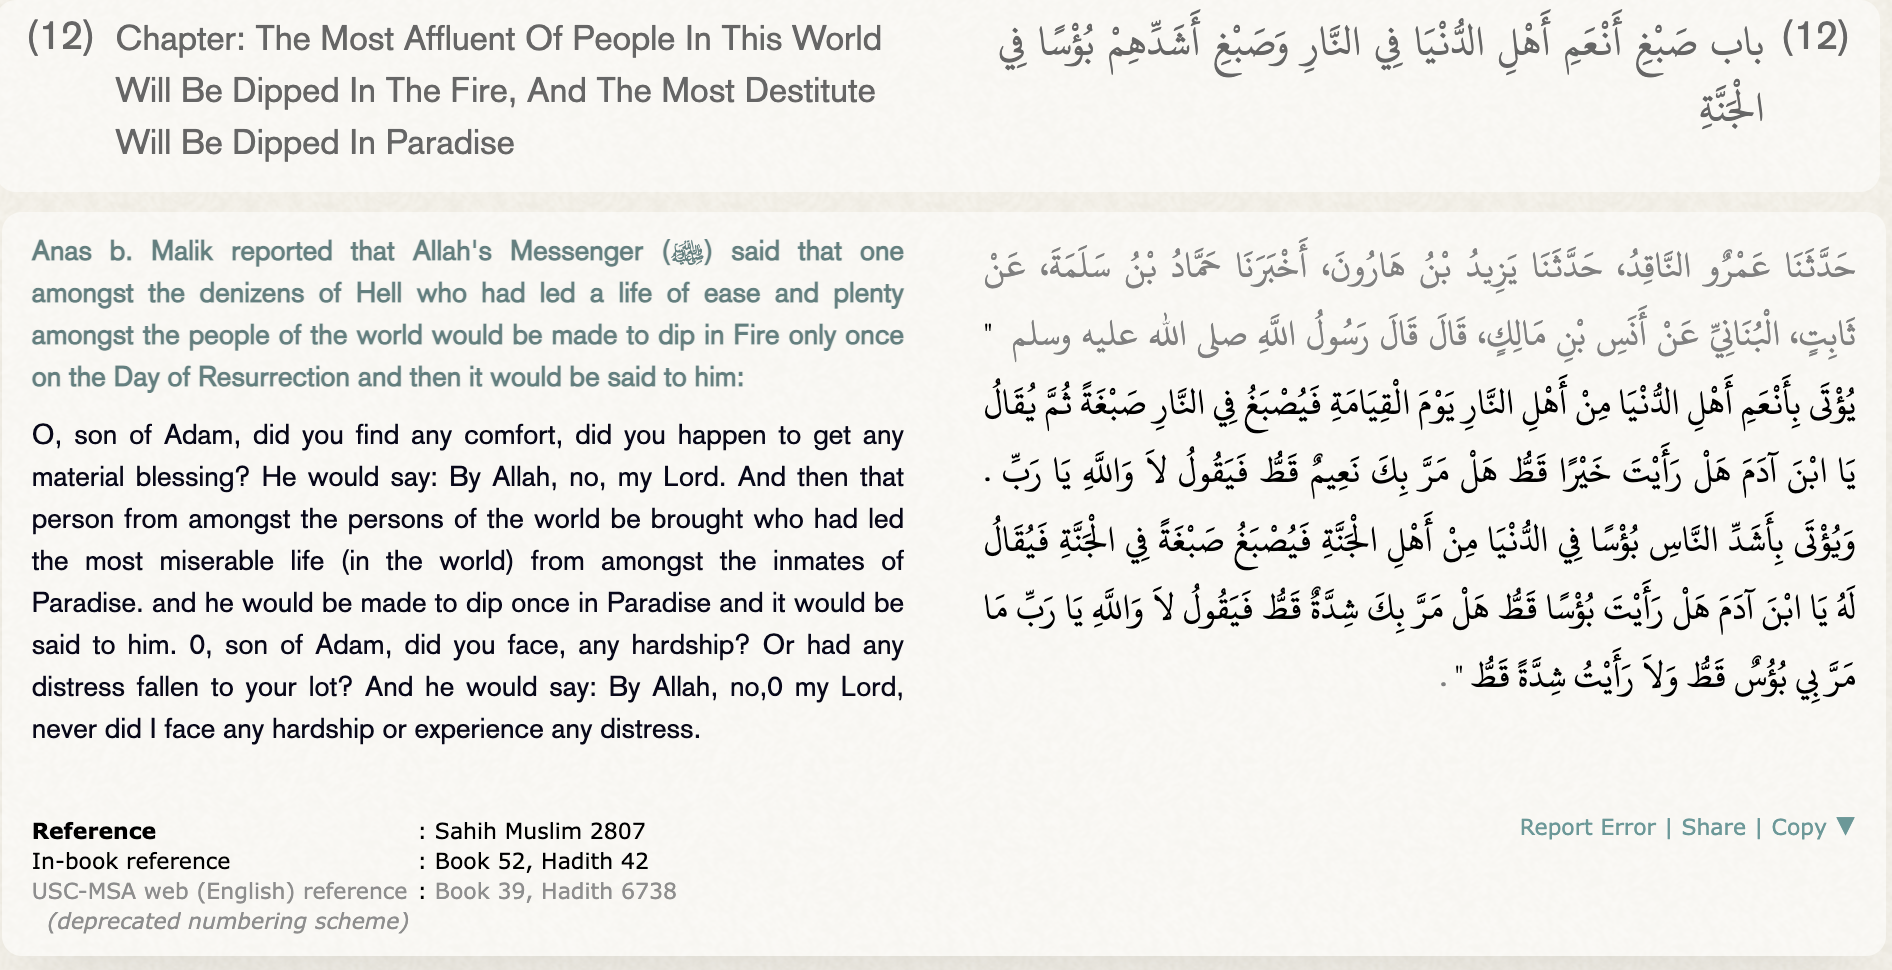 (12) Chapter: The Most Affluent Of People In This World
Will Be Dipped In The Fire, And The Most Destitute
Will Be Dipped In Paradise
(12) باب صَبْغِ أَنْعَمِ أَهْلِ الدُّنْيَا فِي النَّارِ وَصَبْغِ أَشَدِّهِمْ بُؤْسًا فِي
الْجَنَّةِ
Anas b. Malik reported that Allah's Messenger (ﷺ) said that one
amongst the denizens of Hell who had led a life of ease and plenty
amongst the people of the world would be made to dip in Fire only once
on the Day of Resurrection and then it would be said to him:
O, son of Adam, did you find any comfort, did you happen to get any
material blessing? He would say: By Allah, no, my Lord. And then that
person from amongst the persons of the world be brought who had led
the most miserable life (in the world) from amongst the inmates of
Paradise. and he would be made to dip once in Paradise and it would be
said to him. 0, son of Adam, did you face, any hardship? Or had any
distress fallen to your lot? And he would say: By Allah, no,0 my Lord,
never did I face any hardship or experience any distress.
حَدَّثَنَا عَمْرٌو النَّاقِدُ، حَدَّثَنَا يَزِيدُ بْنُ هَارُونَ، أَخْبَرَنَا حَمَّادُ بْنُ سَلَمَةَ، عَنْ
ثَابِتٍ، الْبُنَانِيِّ عَنْ أَنَسِ بْنِ مَالِكٍ، قَالَ قَالَ رَسُولُ اللَّهِ صلى الله عليه وسلم ‏"‏
يُؤْتَى بِأَنْعَمِ أَهْلِ الدُّنْيَا مِنْ أَهْلِ النَّارِ يَوْمَ الْقِيَامَةِ فَيُصْبَغُ فِي النَّارِ صَبْغَةً ثُمَّ يُقَالُ
يَا ابْنَ آدَمَ هَلْ رَأَيْتَ خَيْرًا قَطُّ هَلْ مَرَّ بِكَ نَعِيمٌ قَطُّ فَيَقُولُ لاَ وَاللَّهِ يَا رَبِّ .
وَيُؤْتَى بِأَشَدِّ النَّاسِ بُؤْسًا فِي الدُّنْيَا مِنْ أَهْلِ الْجَنَّةِ فَيُصْبَغُ صَبْغَةً فِي الْجَنَّةِ فَيُقَالُ
لَهُ يَا ابْنَ آدَمَ هَلْ رَأَيْتَ بُؤْسًا قَطُّ هَلْ مَرَّ بِكَ شِدَّةٌ قَطُّ فَيَقُولُ لاَ وَاللَّهِ يَا رَبِّ مَا
مَرَّ بِي بُؤُسٌ قَطُّ وَلاَ رَأَيْتُ شِدَّةً قَطُّ ‏"‏ .
Reference : Sahih Muslim 2807
In-book reference : Book 52, Hadith 42
USC-MSA web (English) reference : Book 39, Hadith 6738
(deprecated numbering scheme)
Report Error | Share | Copy ▼